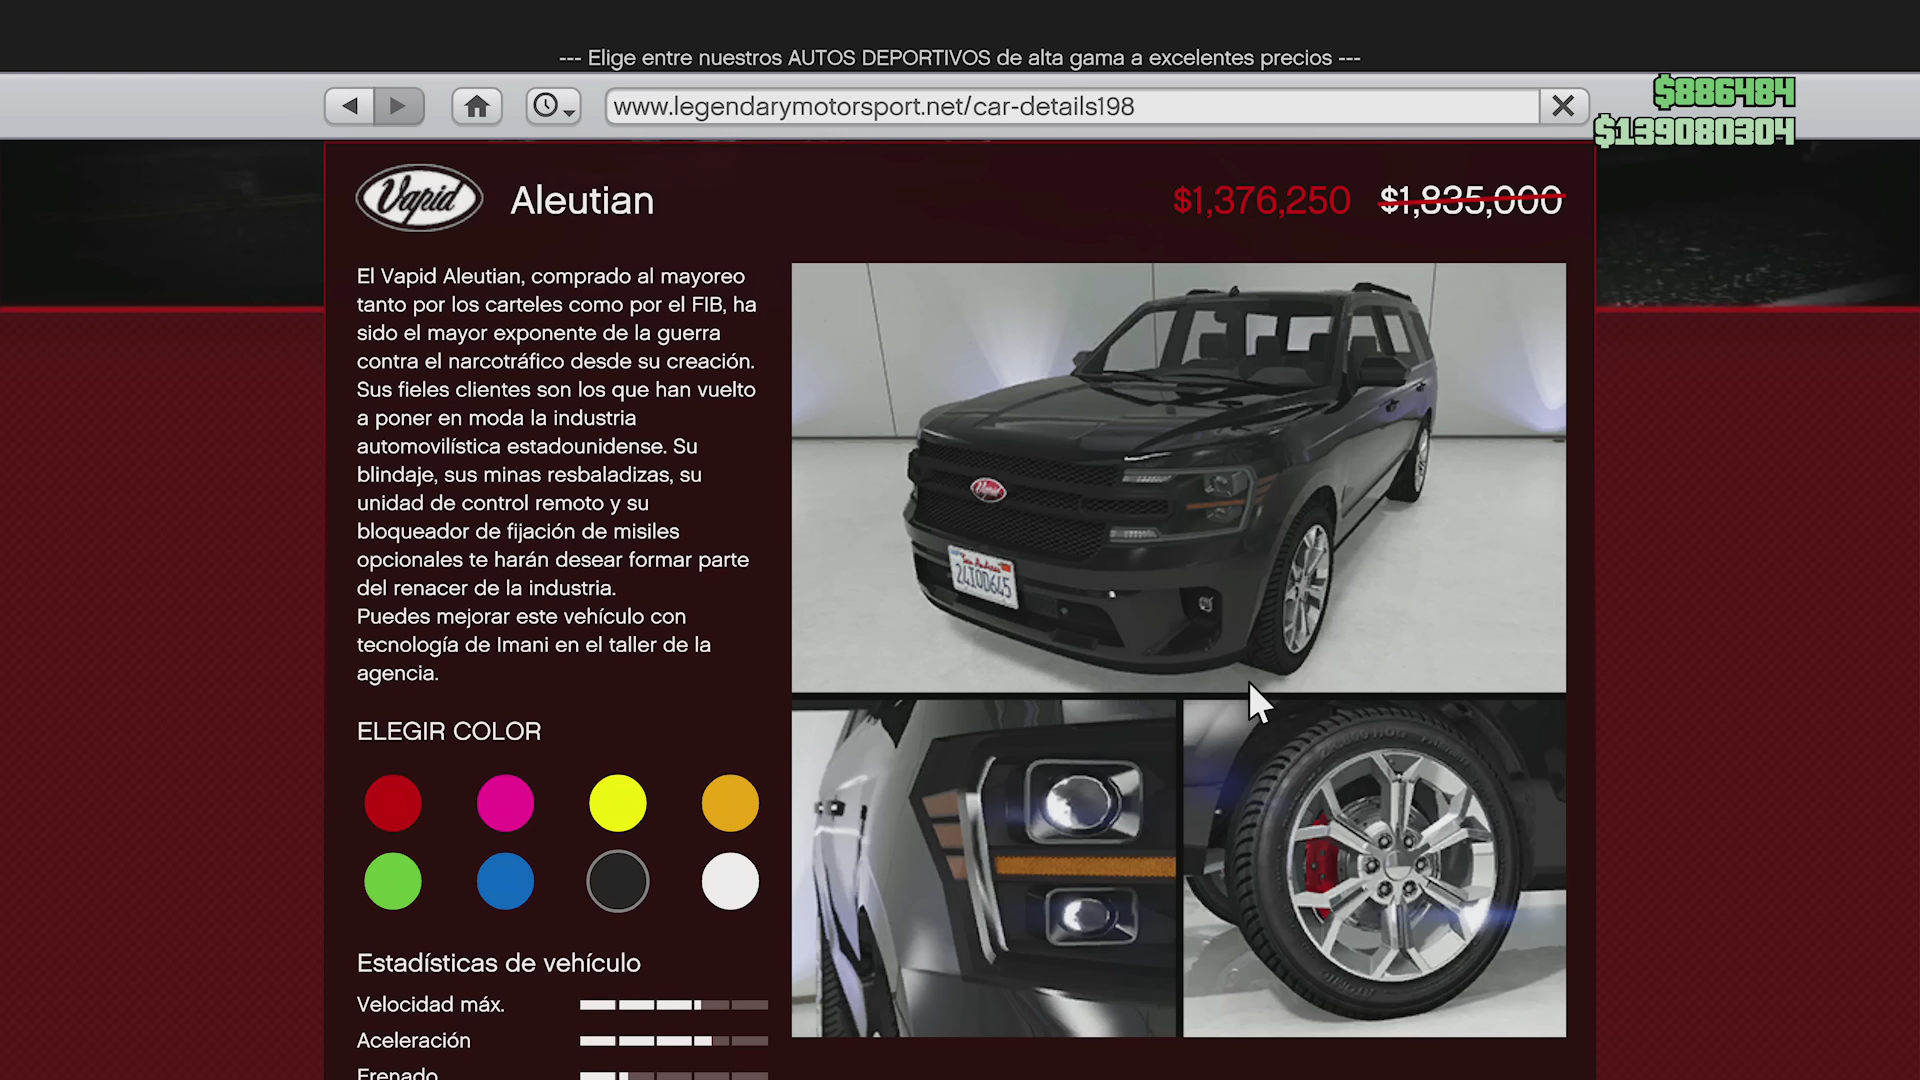 --- Elige entre nuestros AUTOS DEPORTIVOS de alta gama a excelentes precios ---
www.legendarymotorsport.net/car-details198
$886484
$139080304
Vapid
Aleutian
$1,376,250 $1,835,000
El Vapid Aleutian, comprado al mayoreo
tanto por los carteles como por el FIB, ha
sido el mayor exponente de la guerra
contra el narcotráfico desde su creación.
Sus fieles clientes son los que han vuelto
a poner en moda la industria
automovilística estadounidense. Su
blindaje, sus minas resbaladizas, su
unidad de control remoto y su
bloqueador de fijación de misiles
opcionales te harán desear formar parte
del renacer de la industria.
Puedes mejorar este vehículo con
tecnología de Imani en el taller de la
agencia.
Vapid
San Andreas
24IOD645
ELEGIR COLOR
Estadísticas de vehículo
Velocidad máx.
Aceleración
Frenado